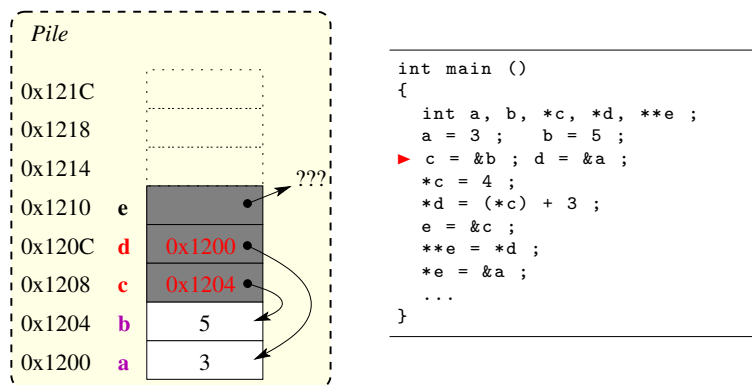 Pile
0x121C
0x1218
0x1214
???
0x1210 e
0x120C d 0x1200
0x1208 c 0x1204
0x1204 b 5
0x1200 a 3
int main ()
{
int a, b, *c, *d, **e ;
a = 3 ; b = 5 ;
c = &b ; d = &a ;
*c = 4 ;
*d = (*c) + 3 ;
e = &c ;
**e = *d ;
*e = &a ;
...
}